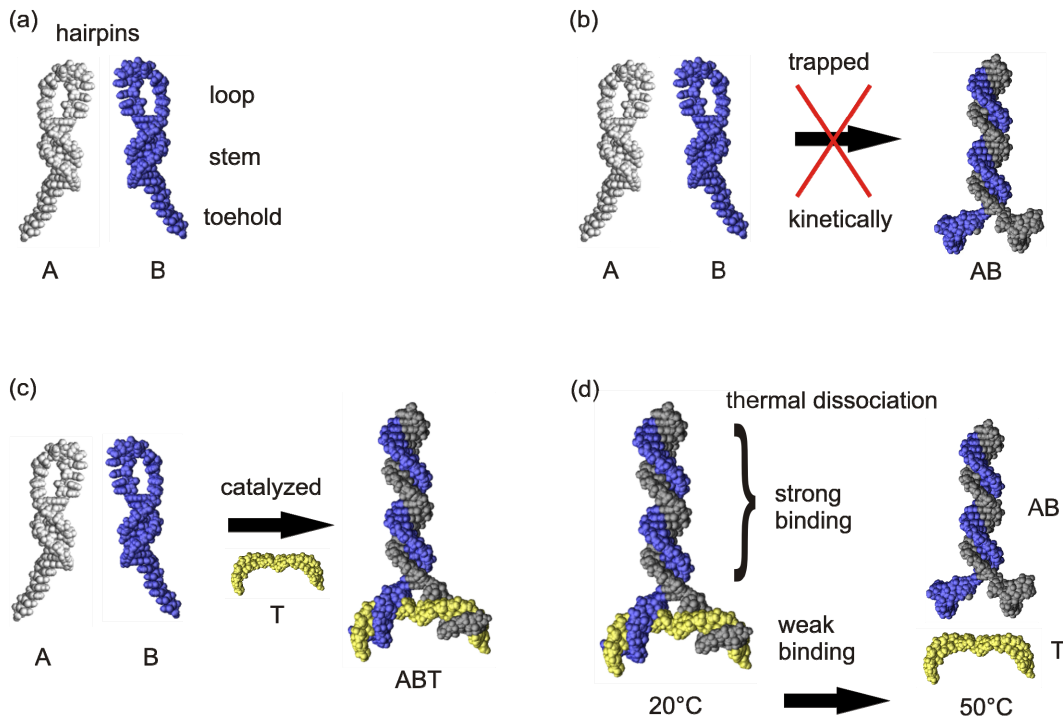 (a)
hairpins
loop
stem
toehold
A
B
(b)
trapped
kinetically
A
B
AB
(c)
catalyzed
T
A
B
ABT
(d)
thermal dissociation
strong
binding
AB
weak
binding
T
20°C
50°C